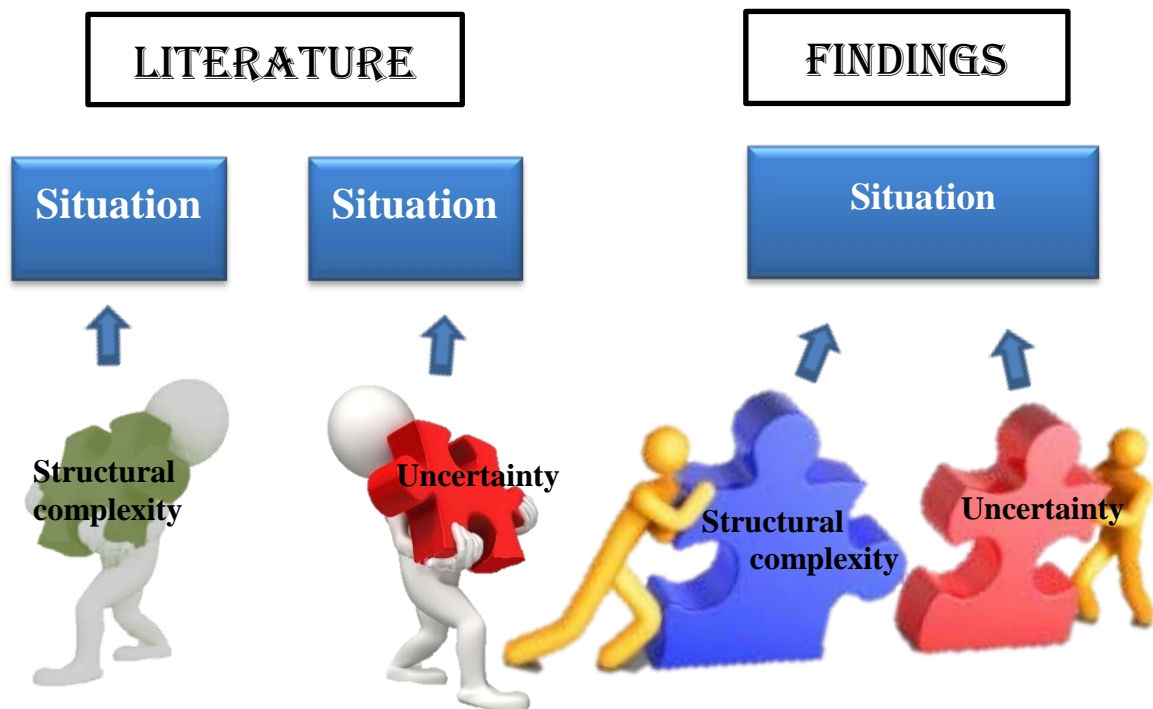 LITERATURE
FINDINGS
Situation
Situation
Situation
Structural
complexity
Uncertainty
Structural
complexity
Uncertainty